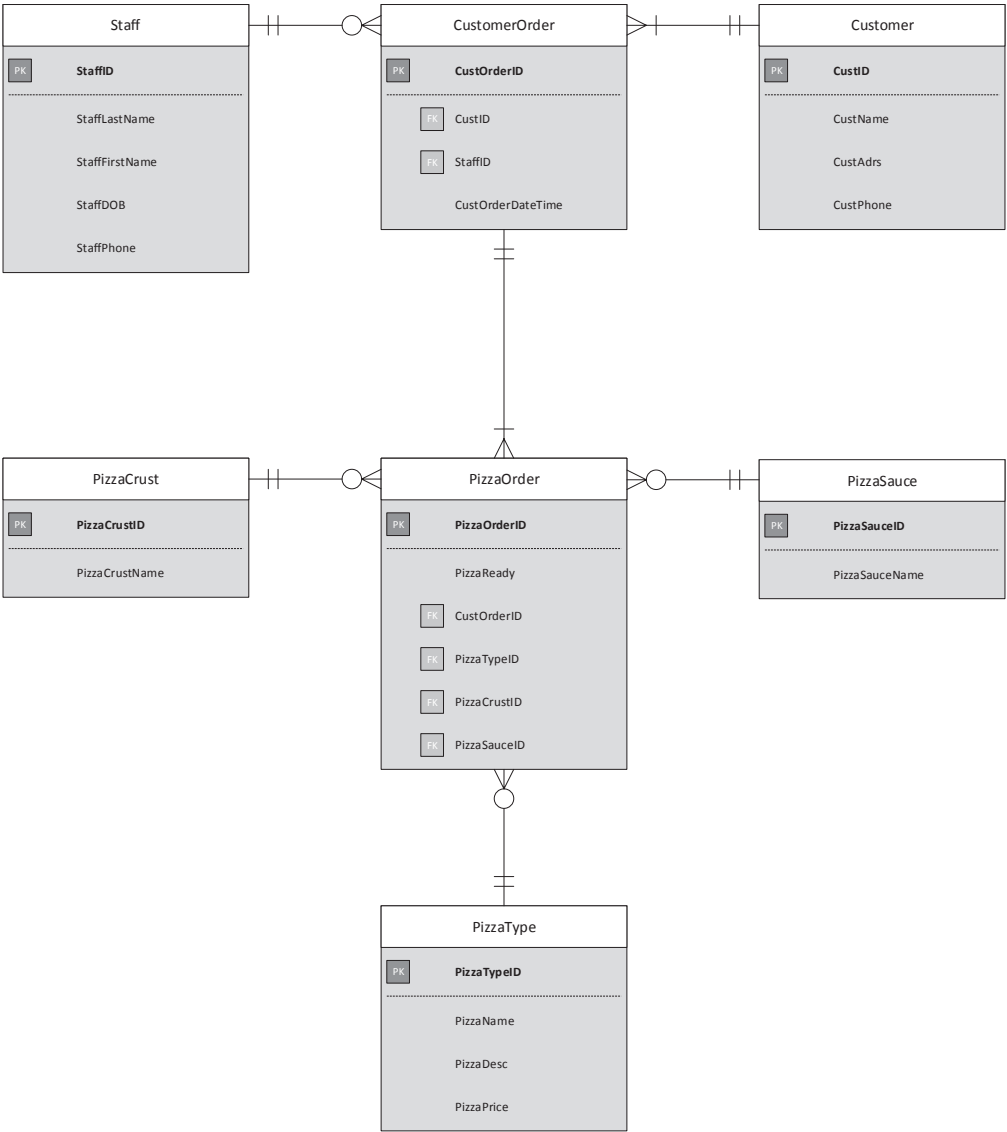 Staff
PK StaffID
StaffLastName
StaffFirstName
StaffDOB
StaffPhone
CustomerOrder
PK CustOrderID
FK CustID
FK StaffID
CustOrderDateTime
Customer
PK CustID
CustName
CustAdrs
CustPhone
PizzaCrust
PK PizzaCrustID
PizzaCrustName
PizzaOrder
PK PizzaOrderID
PizzaReady
FK CustOrderID
FK PizzaTypeID
FK PizzaCrustID
FK PizzaSauceID
PizzaSauce
PK PizzaSauceID
PizzaSauceName
PizzaType
PK PizzaTypeID
PizzaName
PizzaDesc
PizzaPrice